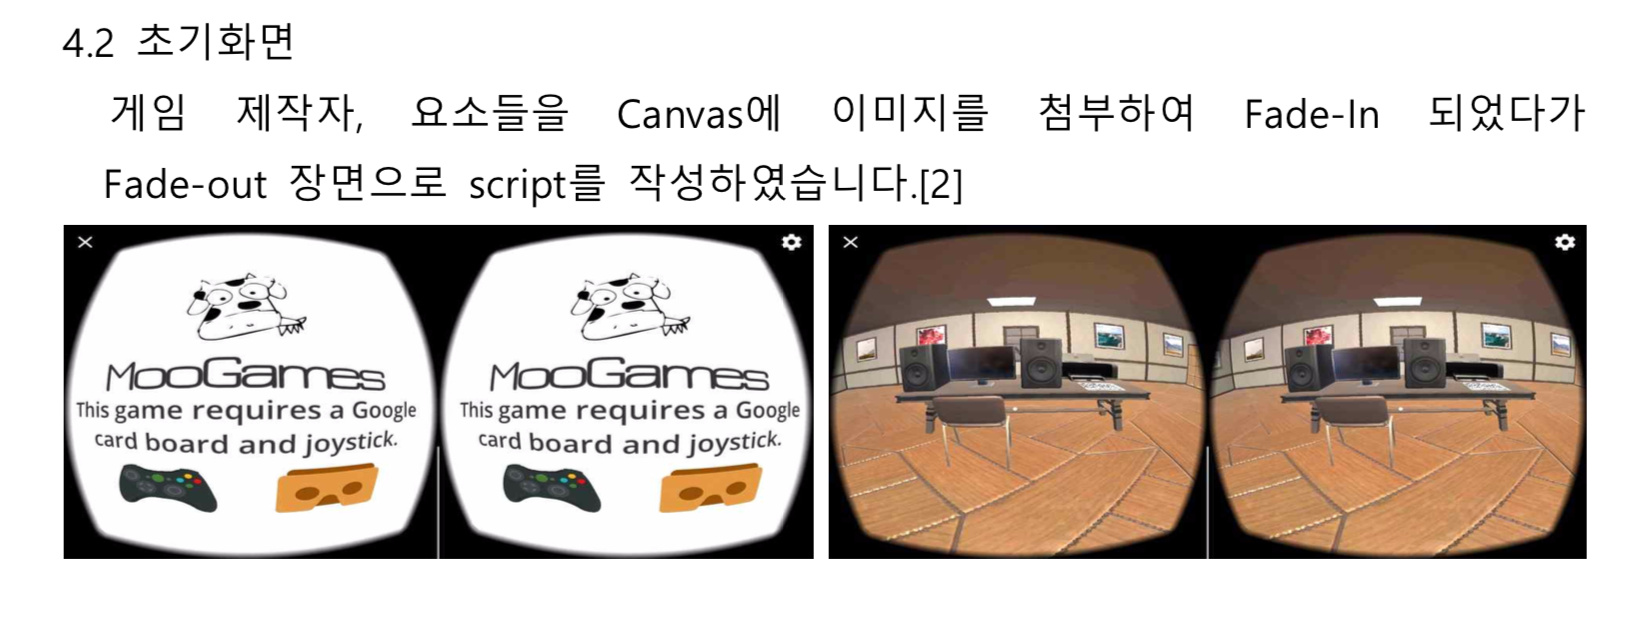 4.2 초기화면
게임 제작자, 요소들을 Canvas에 이미지를 첨부하여 Fade-In 되었다가
Fade-out 장면으로 script를 작성하였습니다.[2]
MooGames
This game requires a Google
card board and joystick.
MooGames
This game requires a Google
card board and joystick.